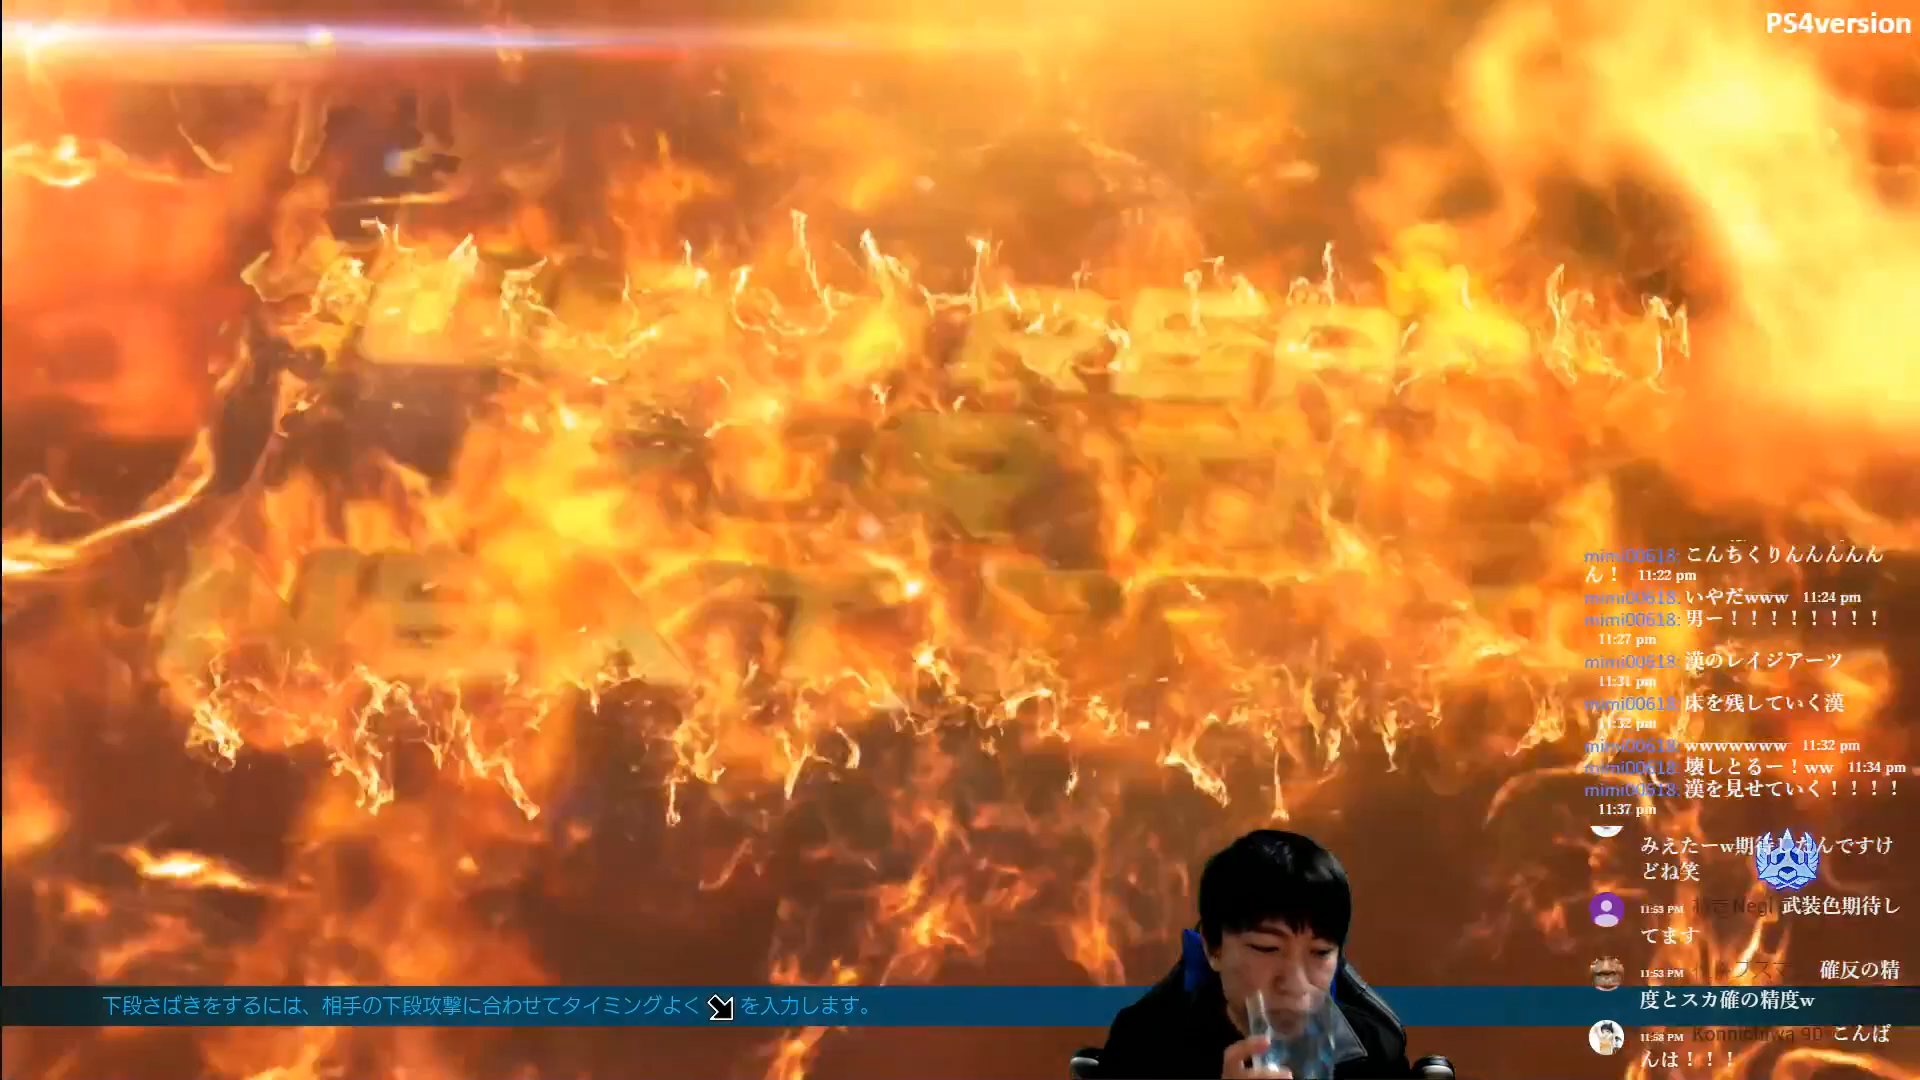 PS4version
mimi00618: こんちくりんんんんん
ん！ 11:22 pm
mimi00618: いやだwww 11:24 pm
mimi00618: 男ー！！！！！！！！
11:27 pm
mimi00618: 漢のレイジアーツ
11:31 pm
mimi00618: 床を残していく漢
11:32 pm
mimi00618: wwwwwww 11:32 pm
mimi00618: 壊しとるー！ww 11:34 pm
mimi00618: 漢を見せていく！！！！
11:37 pm
みえたーw期待したんですけ
どね笑
11:53 PM Negl 武装色期待し
てます
11:53 PM 確反の精
度とスカ確の精度w
11:58 PM Konnichiwa 90 こんば
んは！！！
下段さばきをするには、相手の下段攻撃に合わせてタイミングよく を入力します。